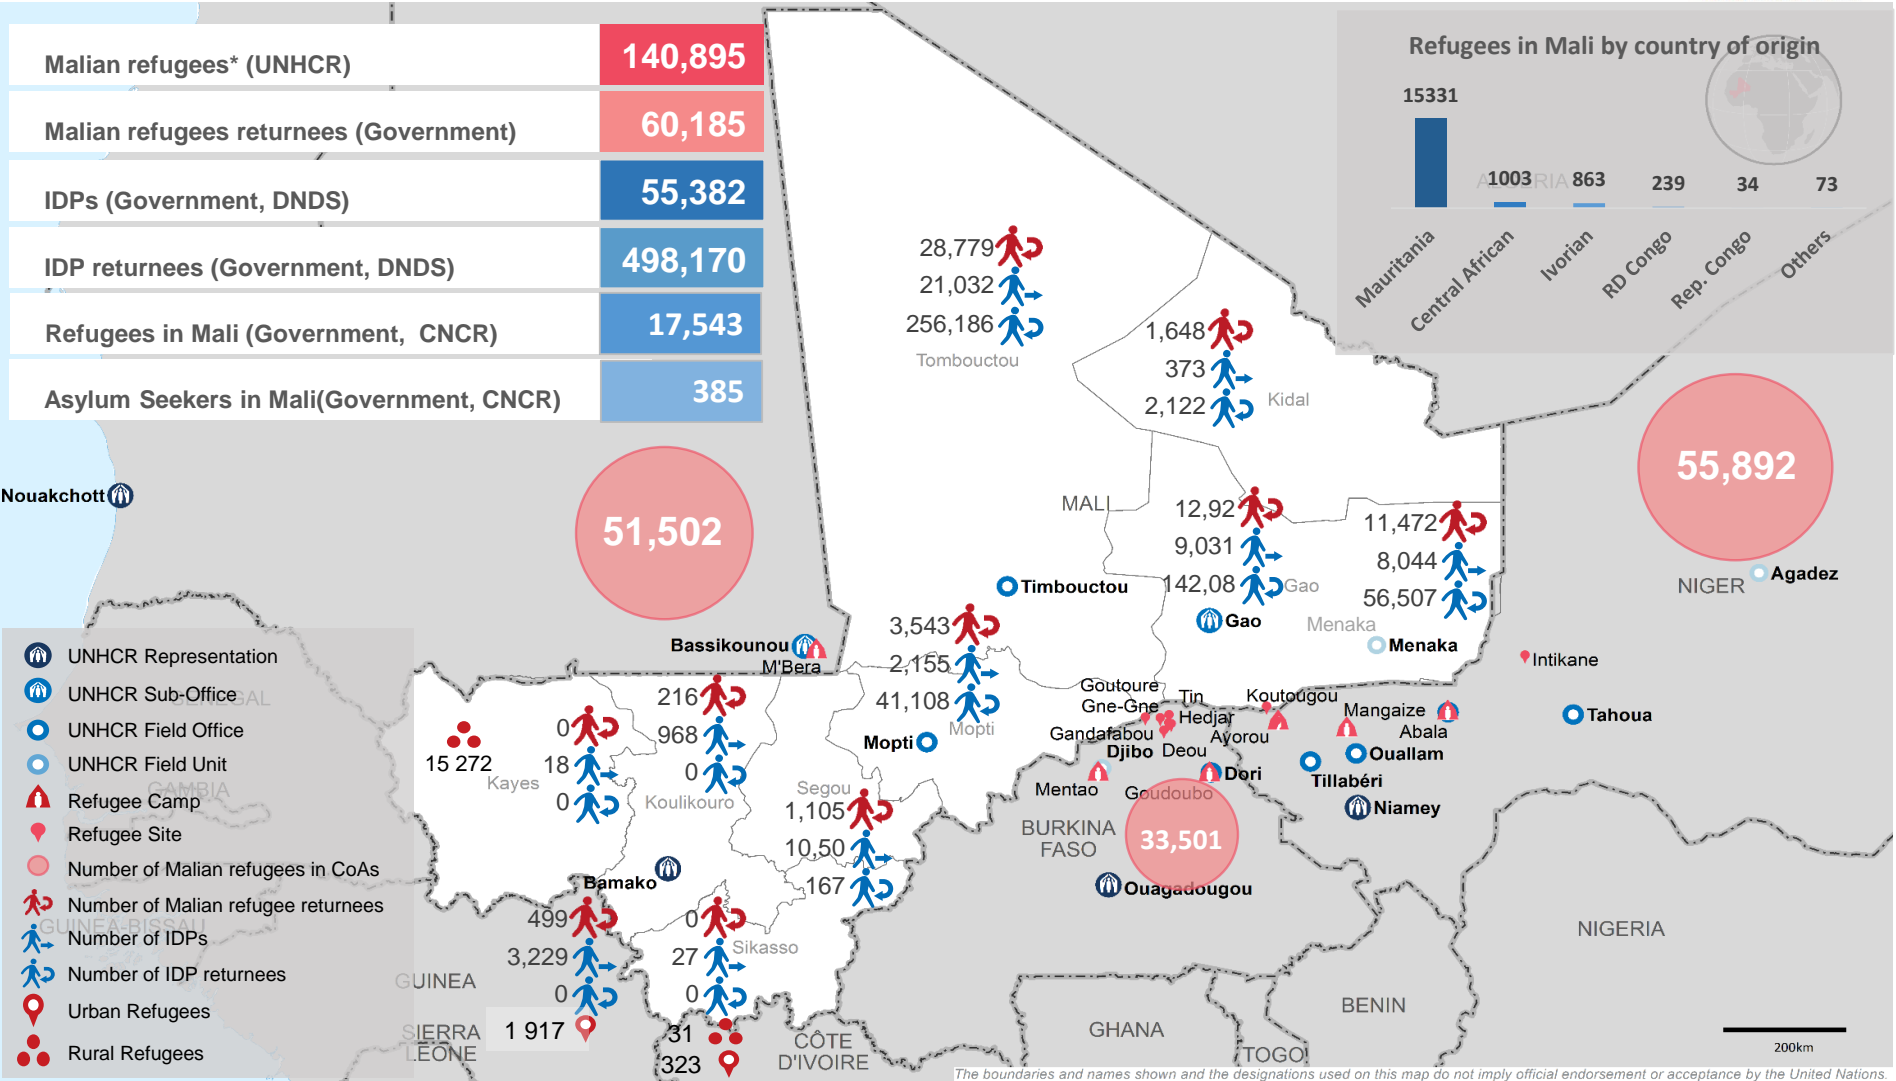 Malian refugees* (UNHCR) 140,895
Malian refugees returnees (Government) 60,185
IDPs (Government, DNDS) 55,382
IDP returnees (Government, DNDS) 498,170
Refugees in Mali (Government, CNCR) 17,543
Asylum Seekers in Mali(Government, CNCR) 385
Refugees in Mali by country of origin
15331
1003
863
239
34
73
ALGERIA
Mauritania
Central African
Ivorian
RD Congo
Rep. Congo
Others
28,779
21,032
256,186
Tombouctou
1,648
373
2,122
Kidal
55,892
NIGER
Agadez
Nouakchott
51,502
MALI
12,92
9,031
142,08
Gao
Gao
11,472
8,044
56,507
Menaka
Menaka
Timbouctou
Bassikounou
M'Bera
3,543
2,155
41,108
Mopti
Mopti
Intikane
Goutoure
Gne-Gne
Tin
Hedjar
Koutougou
Gandafabou
Djibo
Deou
Ayorou
Mangaize
Abala
Tahoua
Ouallam
Tillabéri
Niamey
Mentao
Goudoubo
Dori
BURKINA
FASO
33,501
Ouagadougou
15 272
Kayes
0
18
0
216
968
0
Koulikouro
Segou
1,105
10,50
167
Bamako
499
3,229
0
1 917
0
27
0
Sikasso
31
323
UNHCR Representation
UNHCR Sub-Office
UNHCR Field Office
UNHCR Field Unit
Refugee Camp
Refugee Site
Number of Malian refugees in CoAs
Number of Malian refugee returnees
Number of IDPs
Number of IDP returnees
Urban Refugees
Rural Refugees
SENEGAL
GAMBIA
GUINEA-BISSAU
GUINEA
SIERRA
LEONE
CÔTE
D'IVOIRE
GHANA
TOGO
BENIN
NIGERIA
200km
The boundaries and names shown and the designations used on this map do not imply official endorsement or acceptance by the United Nations.